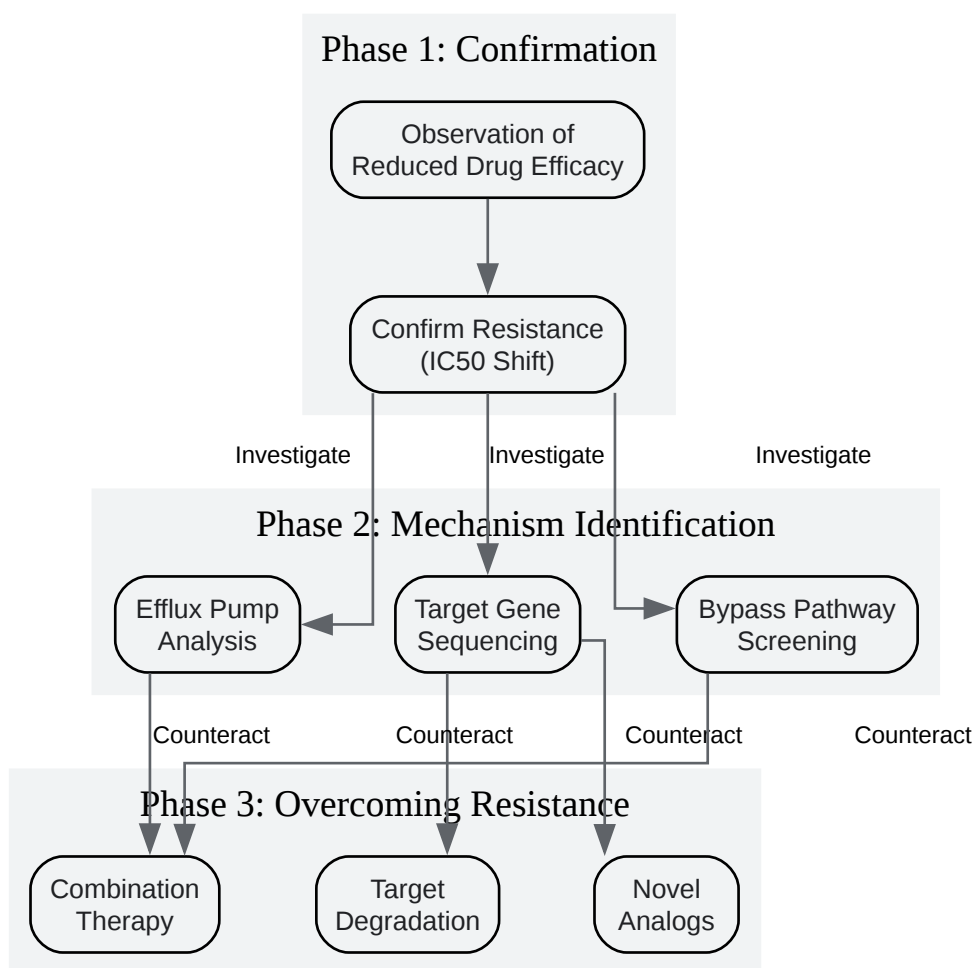 Phase 1: Confirmation
Observation of
Reduced Drug Efficacy
Confirm Resistance
(IC50 Shift)
Investigate
Investigate
Investigate
Phase 2: Mechanism Identification
Efflux Pump
Analysis
Target Gene
Sequencing
Bypass Pathway
Screening
Counteract
Counteract
Counteract
Counteract
Phase 3: Overcoming Resistance
Combination
Therapy
Target
Degradation
Novel
Analogs